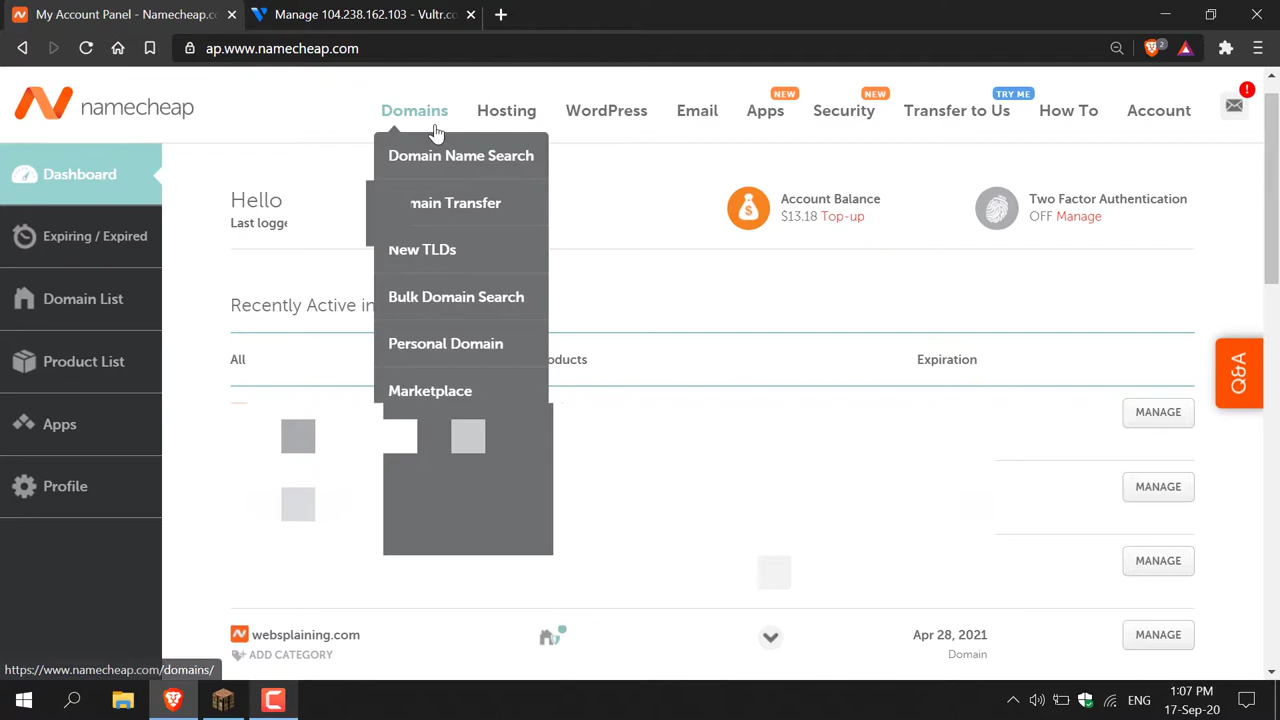 My Account Panel - Namecheap.com
Manage 104.238.162.103 - Vultr.co
ap.www.namecheap.com
2
namecheap
Domains
Hosting
WordPress
Email
NEW
Apps
NEW
Security
TRY ME
Transfer to Us
How To
Account
!
Dashboard
Expiring / Expired
Domain List
Product List
Apps
Profile
Domain Name Search
main Transfer
New TLDs
Bulk Domain Search
Personal Domain
Marketplace
Hello
Last logge
Account Balance
$13.18 Top-up
Two Factor Authentication
OFF Manage
Recently Active in
All
oducts
Expiration
MANAGE
MANAGE
MANAGE
websplaining.com
Apr 28, 2021
MANAGE
ADD CATEGORY
Domain
Q&A
https://www.namecheap.com/domains/
ENG
1:07 PM
17-Sep-20